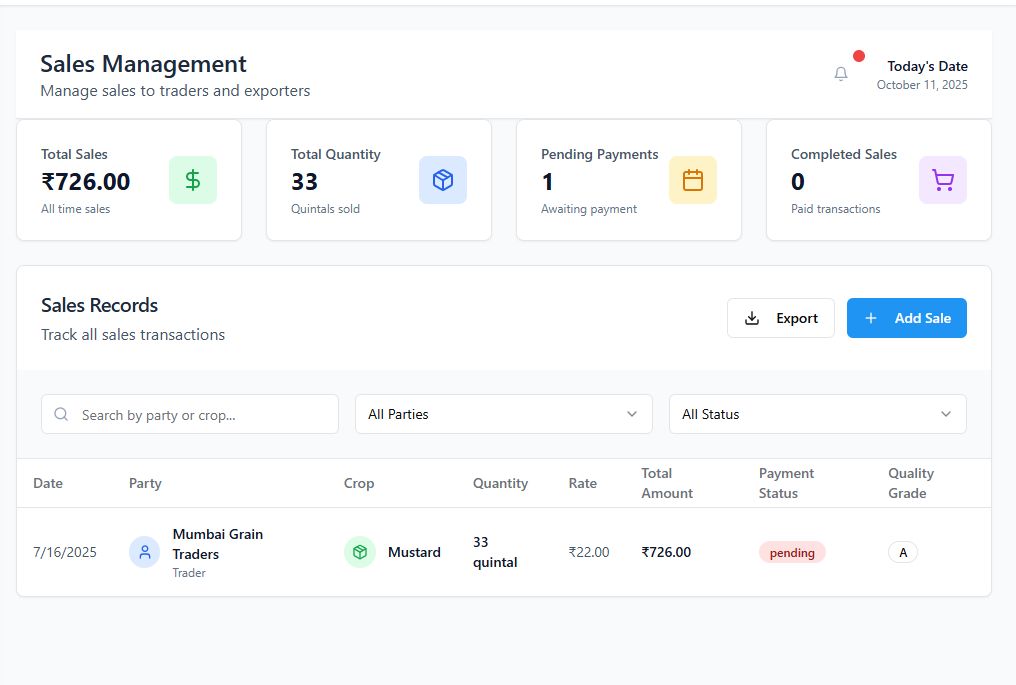 Sales Management
Manage sales to traders and exporters
Today's Date
October 11, 2025
Total Sales
₹726.00
All time sales
Total Quantity
33
Quintals sold
Pending Payments
1
Awaiting payment
Completed Sales
0
Paid transactions
Sales Records
Track all sales transactions
Export
Add Sale
Search by party or crop...
All Parties
All Status
Date
Party
Crop
Quantity
Rate
Total
Amount
Payment
Status
Quality
Grade
7/16/2025
Mumbai Grain
Traders
Trader
Mustard
33
quintal
₹22.00
₹726.00
pending
A